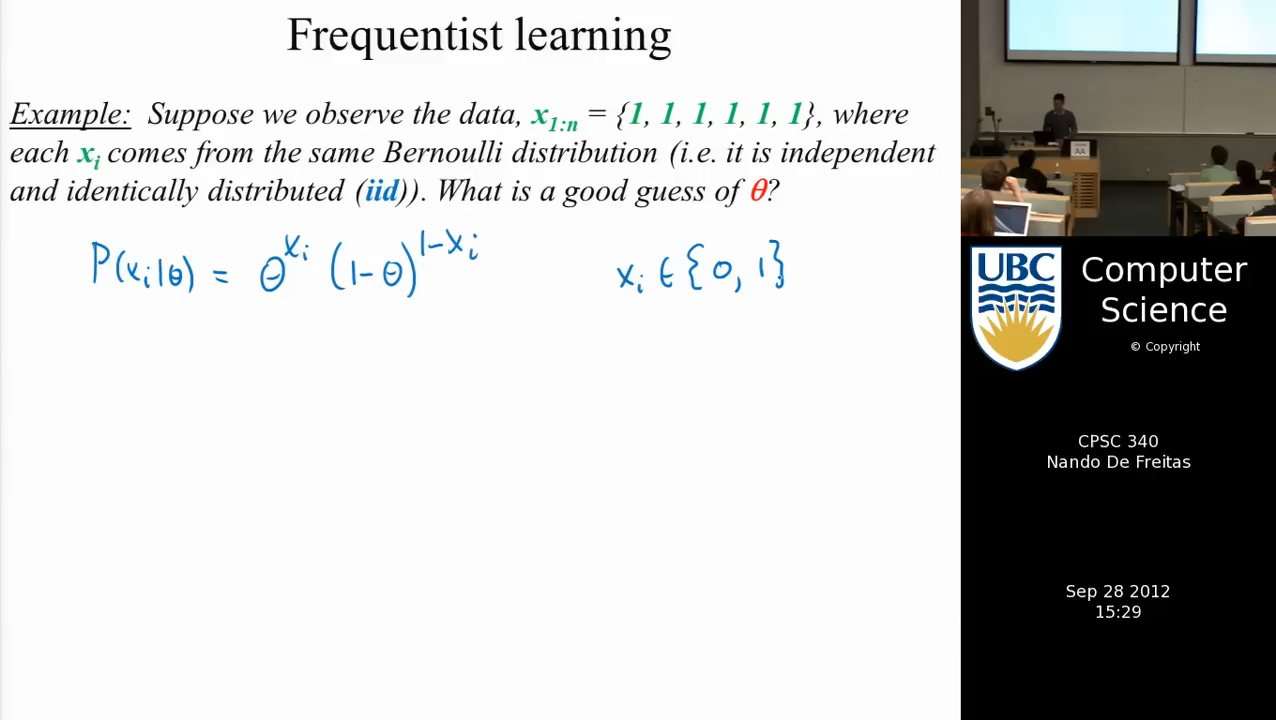 Frequentist learning
Example: Suppose we observe the data, x1:n = {1, 1, 1, 1, 1, 1}, where
each xi comes from the same Bernoulli distribution (i.e. it is independent
and identically distributed (iid)). What is a good guess of θ?
P(xi|θ) = θ^xi (1-θ)^1-xi xi ∈ {0, 1}
UBC
Computer
Science
© Copyright
CPSC 340
Nando De Freitas
Sep 28 2012
15:29